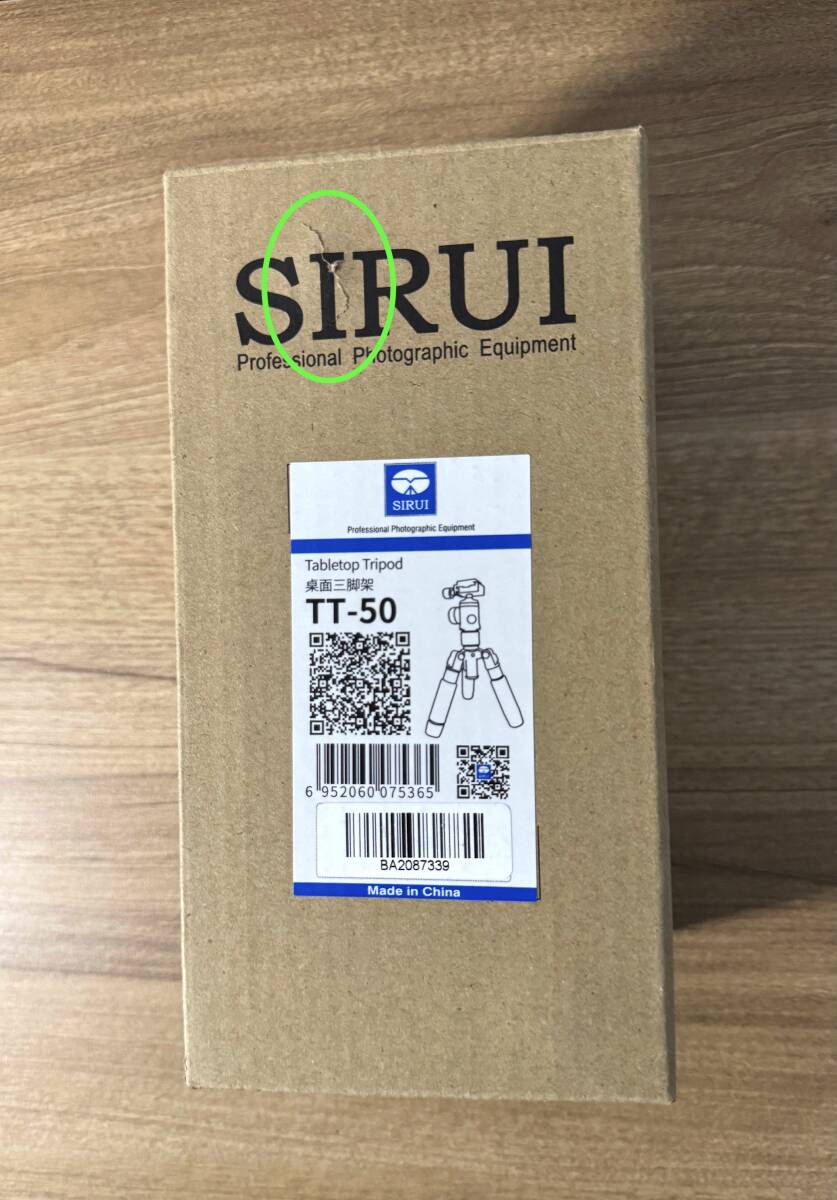 SIRUI
Professional Photographic Equipment
SIRUI
Professional Photographic Equipment
Tabletop Tripod
桌面三脚架
TT-50
6 952060 075365
BA2087339
Made in China